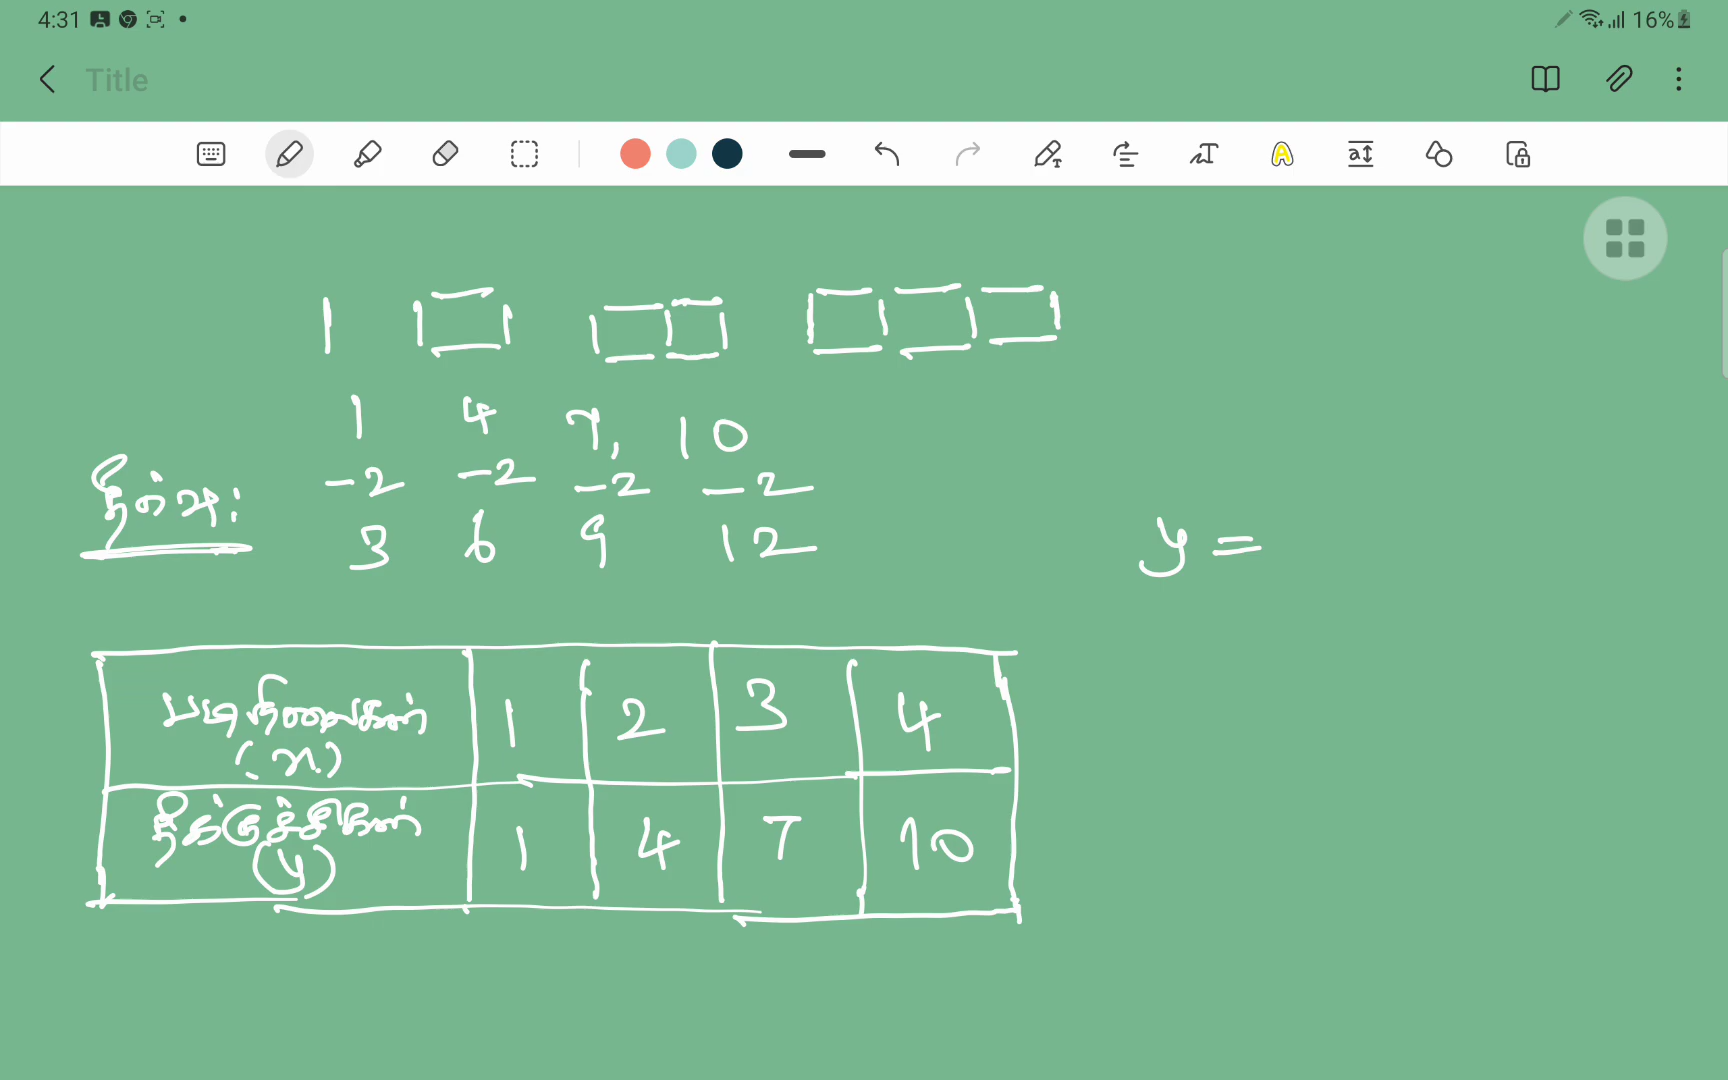 4:31
16%
Title
1 4 7, 10
-2 -2 -2 -2
தீர்வு:
3 6 9 12
y =
படிநிலைகள் 1 2 3 4
(x)
தீக்குச்சிகள் 1 4 7 10
(y)